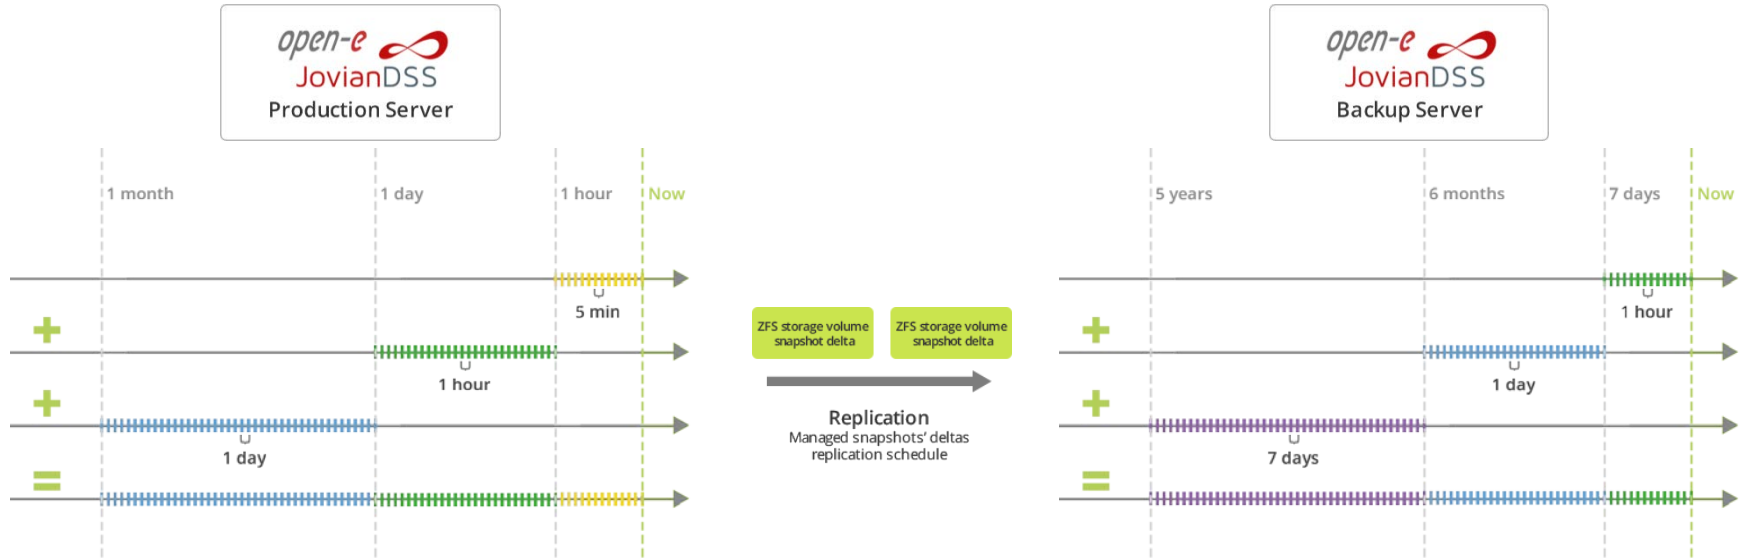 open-e
JovianDSS
Production Server
1 month
1 day
1 hour
Now
5 min
+
1 hour
+
1 day
=
ZFS storage volume
snapshot delta
ZFS storage volume
snapshot delta
Replication
Managed snapshots' deltas
replication schedule
open-e
JovianDSS
Backup Server
5 years
6 months
7 days
Now
1 hour
+
1 day
+
7 days
=